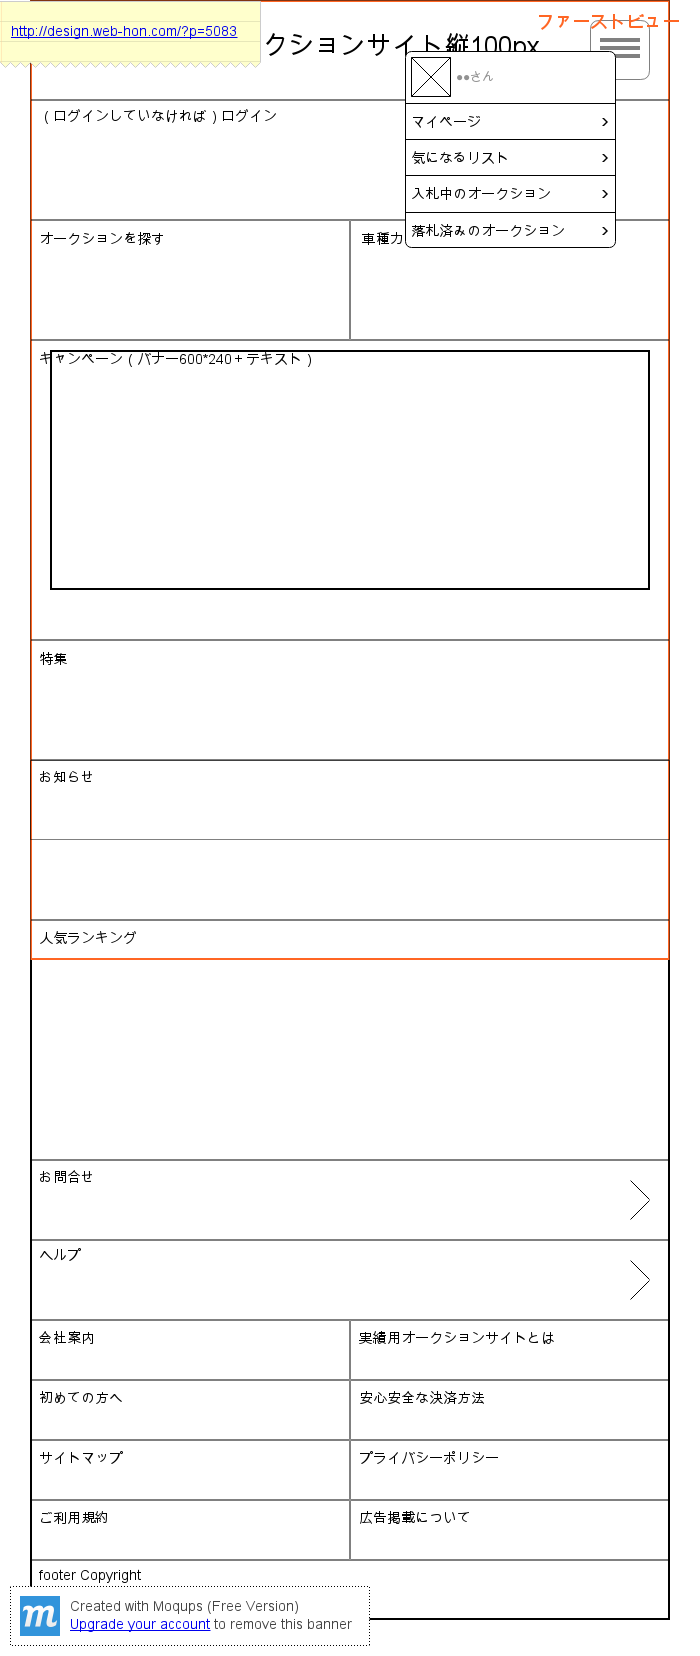 ファーストビュー
http://design.web-hon.com/?p=5083
クションサイト縦100px
●●さん
(ログインしていなければ)ログイン
マイページ
気になるリスト
入札中のオークション
落札済みのオークション
オークションを探す
車種カ
キャンペーン(バナー600*240+テキスト)
特集
お知らせ
人気ランキング
お問合せ
ヘルプ
会社案内
実績用オークションサイトとは
初めての方へ
安心安全な決済方法
サイトマップ
プライバシーポリシー
ご利用規約
広告掲載について
footer Copyright
m
Created with Moqups (Free Version)
Upgrade your account to remove this banner